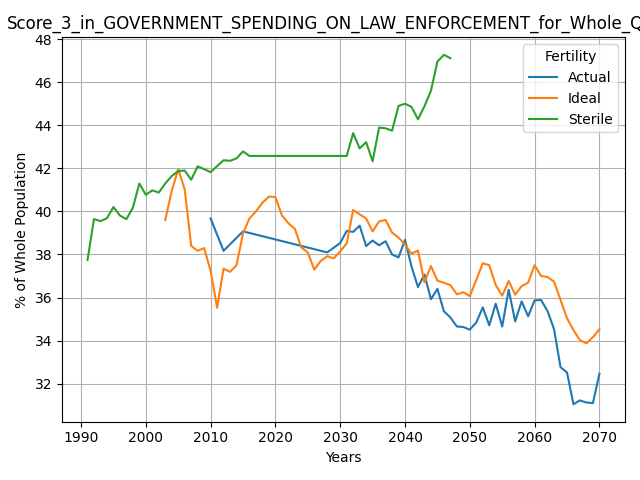 Score_3_in_GOVERNMENT_SPENDING_ON_LAW_ENFORCEMENT_for_Whole_Q
48
46
44
42
40
38
36
34
32
% of Whole Population
Fertility
Actual
Ideal
Sterile
1990 2000 2010 2020 2030 2040 2050 2060 2070
Years